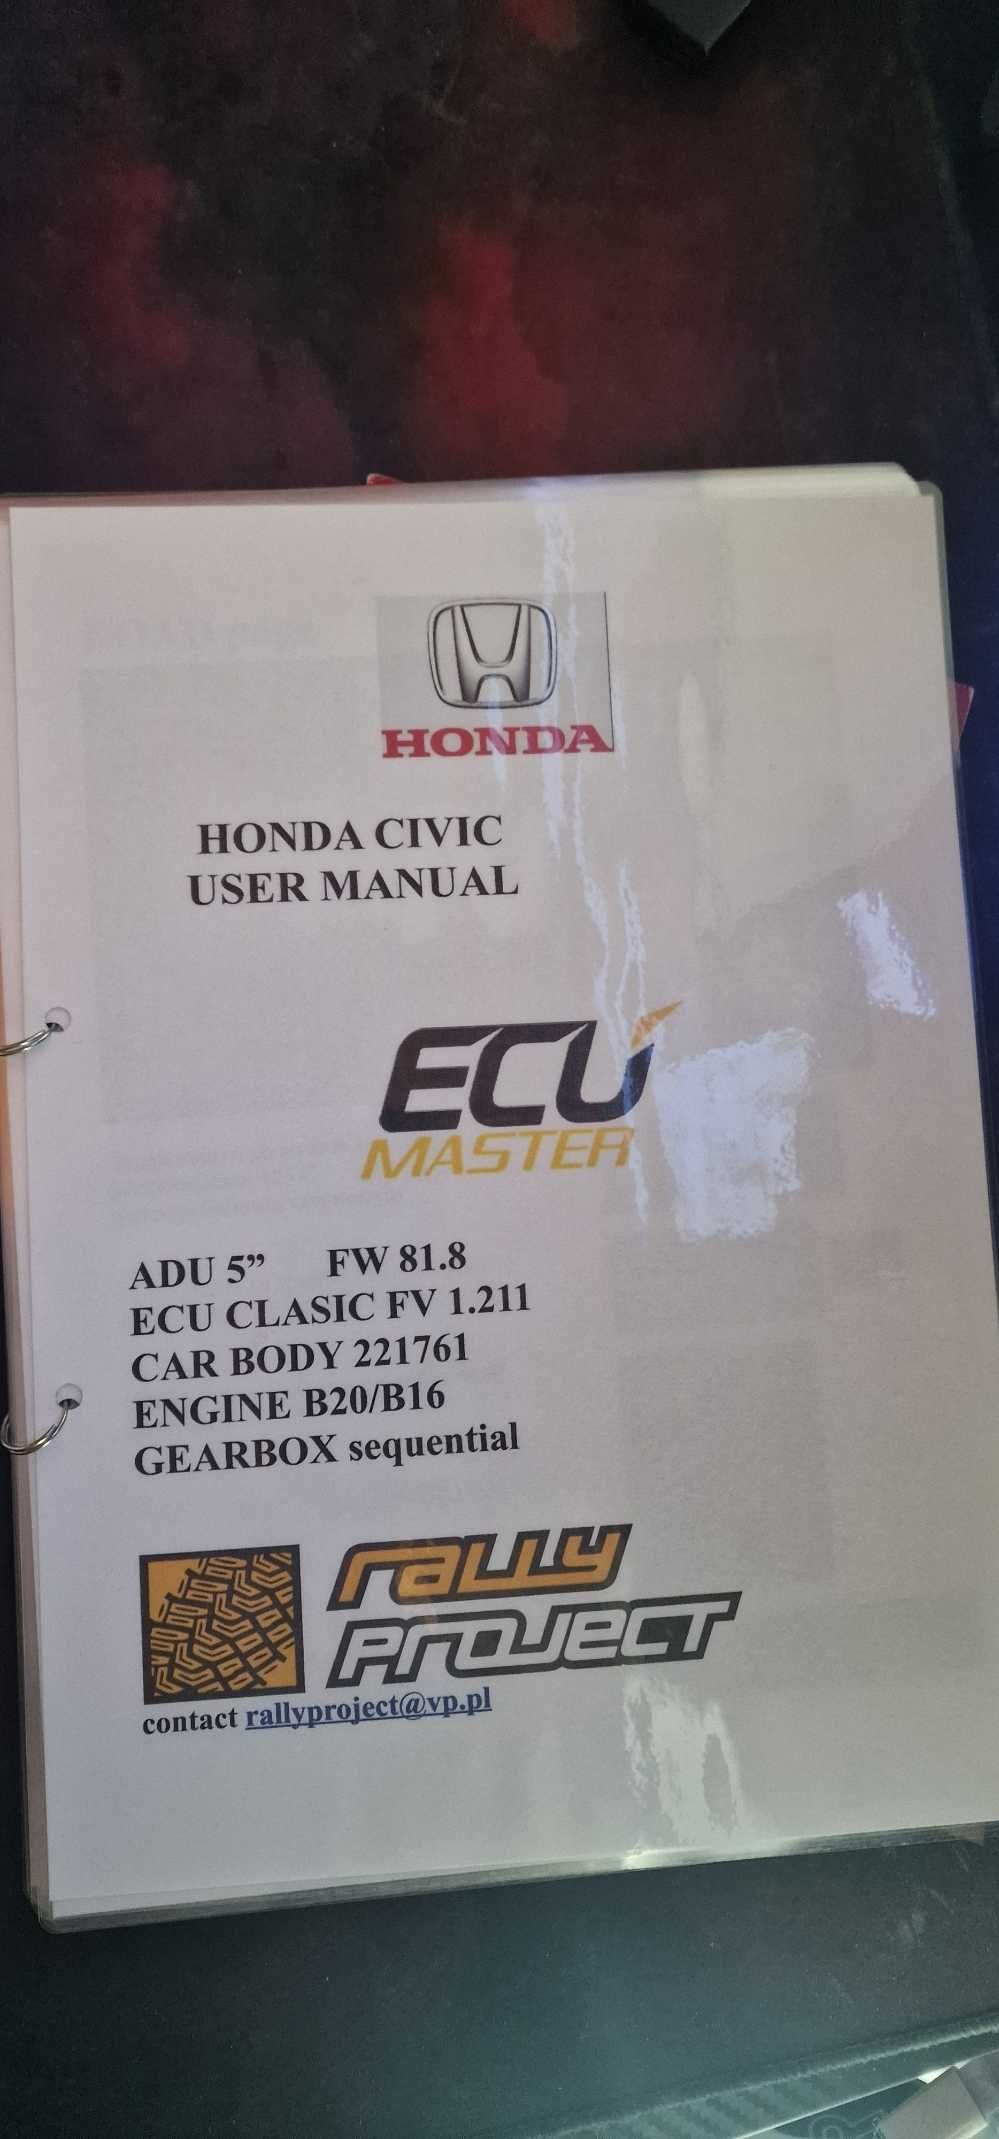 HONDA
HONDA CIVIC
USER MANUAL
ECU
MASTER
ADU 5” FW 81.8
ECU CLASIC FV 1.211
CAR BODY 221761
ENGINE B20/B16
GEARBOX sequential
rally
project
contact rallyproject@vp.pl